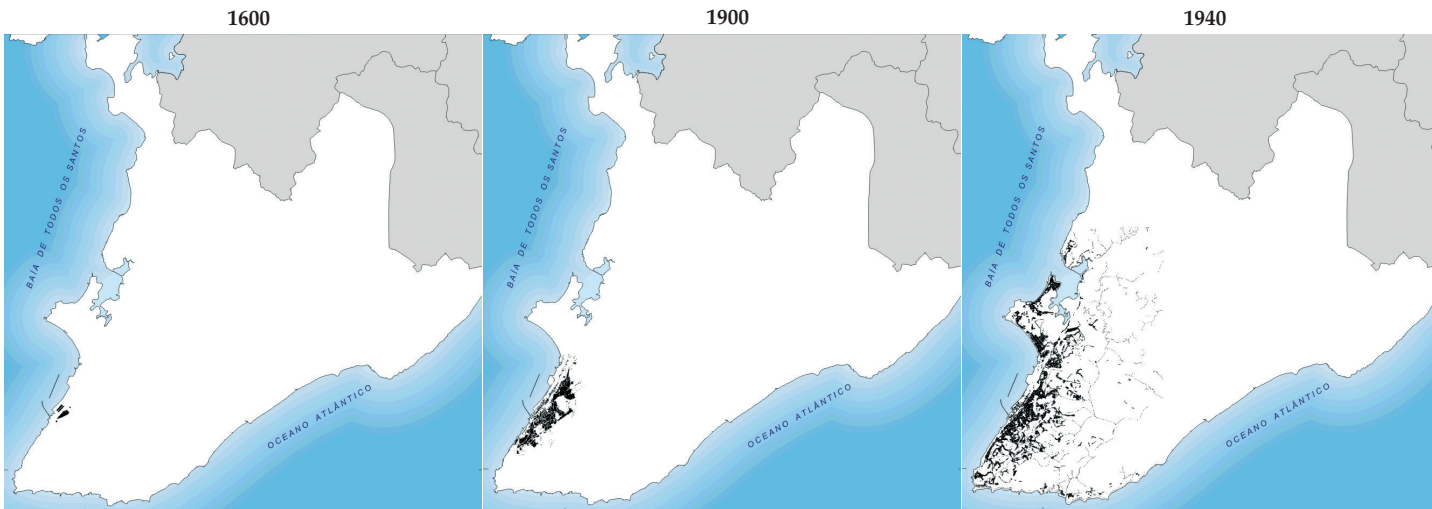 1600
1900
1940
BAÍA DE TODOS OS SANTOS
OCEANO ATLÂNTICO
BAÍA DE TODOS OS SANTOS
OCEANO ATLÂNTICO
BAÍA DE TODOS OS SANTOS
OCEANO ATLÂNTICO